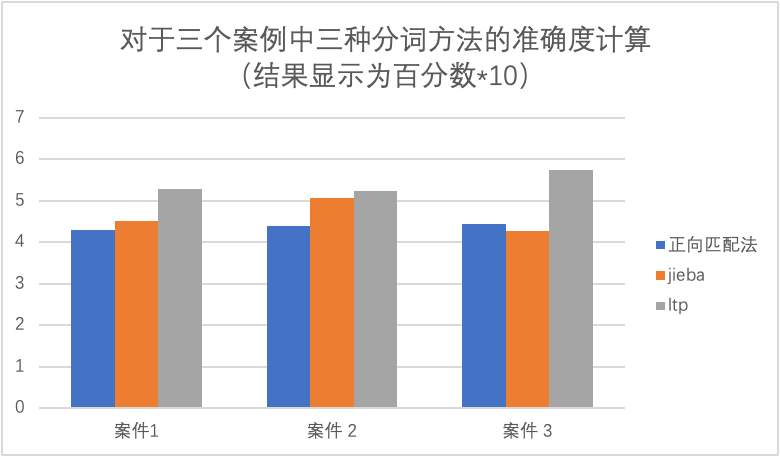 对于三个案例中三种分词方法的准确度计算
（结果显示为百分数*10）
7
6
5
4
3
2
1
0
案件1
案件 2
案件 3
正向匹配法
jieba
ltp